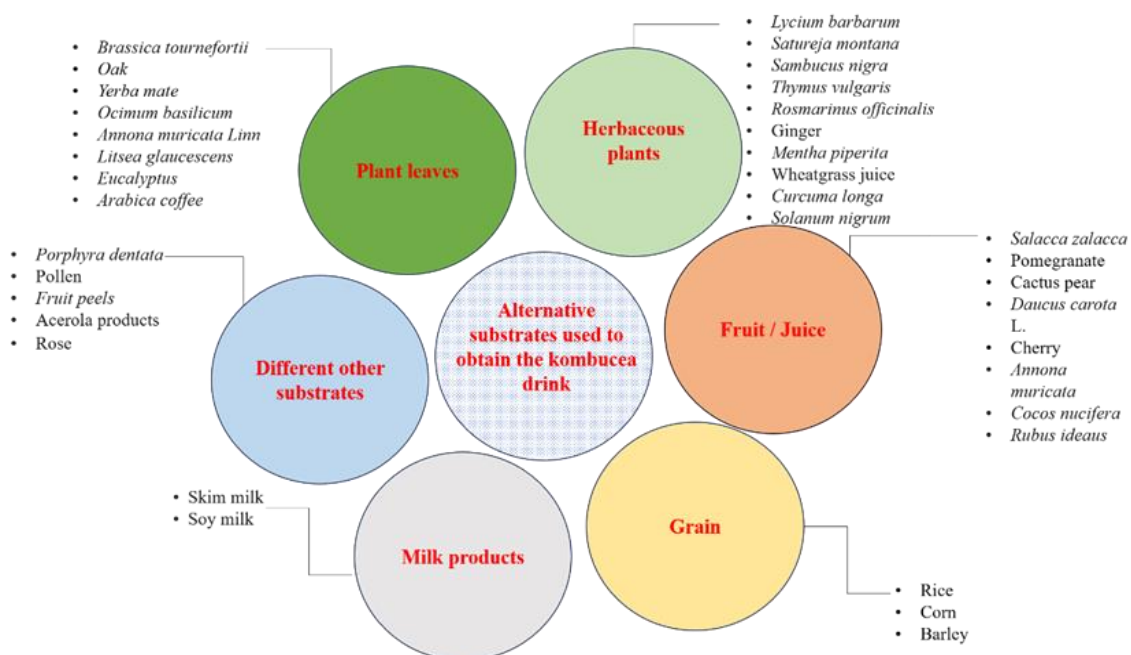 • Brassica tournefortii
• Oak
• Yerba mate
• Ocimum basilicum
• Annona muricata Linn
• Litsea glaucescens
• Eucalyptus
• Arabica coffee
Plant leaves
• Lycium barbarum
• Satureja montana
• Sambucus nigra
• Thymus vulgaris
• Rosmarinus officinalis
• Ginger
• Mentha piperita
• Wheatgrass juice
• Curcuma longa
• Solanum nigrum
Herbaceous
plants
• Porphyra dentata
• Pollen
• Fruit peels
• Acerola products
• Rose
Different other
substrates
Alternative
substrates used to
obtain the kombucea
drink
Fruit / Juice
• Salacca zalacca
• Pomegranate
• Cactus pear
• Daucus carota
L.
• Cherry
• Annona
muricata
• Cocos nucifera
• Rubus ideaus
• Skim milk
• Soy milk
Milk products
Grain
• Rice
• Corn
• Barley